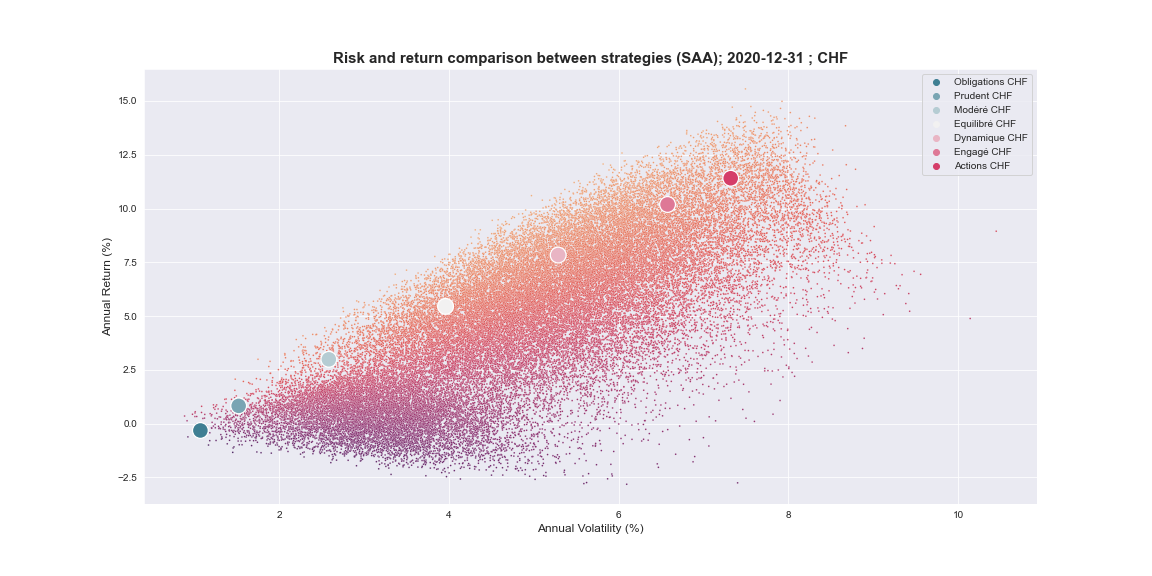 Risk and return comparison between strategies (SAA); 2020-12-31 ; CHF
Obligations CHF
Prudent CHF
Modéré CHF
Equilibré CHF
Dynamique CHF
Engagé CHF
Actions CHF
Annual Return (%)
15.0
12.5
10.0
7.5
5.0
2.5
0.0
−2.5
2
4
6
8
10
Annual Volatility (%)